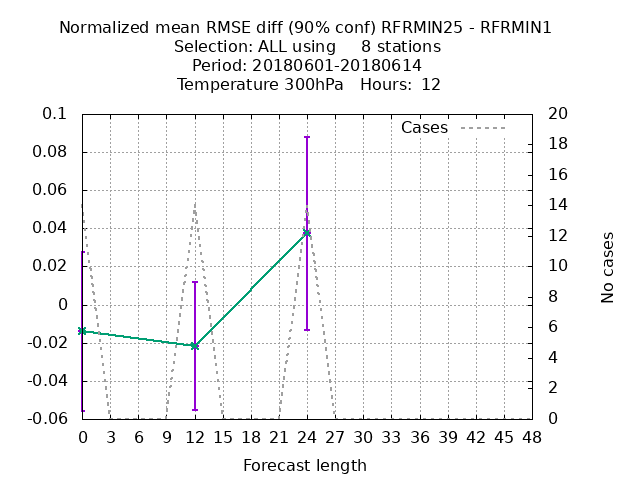 Normalized mean RMSE diff (90% conf) RFRMIN25 - RFRMIN1
Selection: ALL using     8 stations
Period: 20180601-20180614
Temperature 300hPa   Hours:  12
Cases
0.1
0.08
0.06
0.04
0.02
0
-0.02
-0.04
-0.06
20
18
16
14
12
10
8
6
4
2
0
No cases
0 3 6 9 12 15 18 21 24 27 30 33 36 39 42 45 48
Forecast length